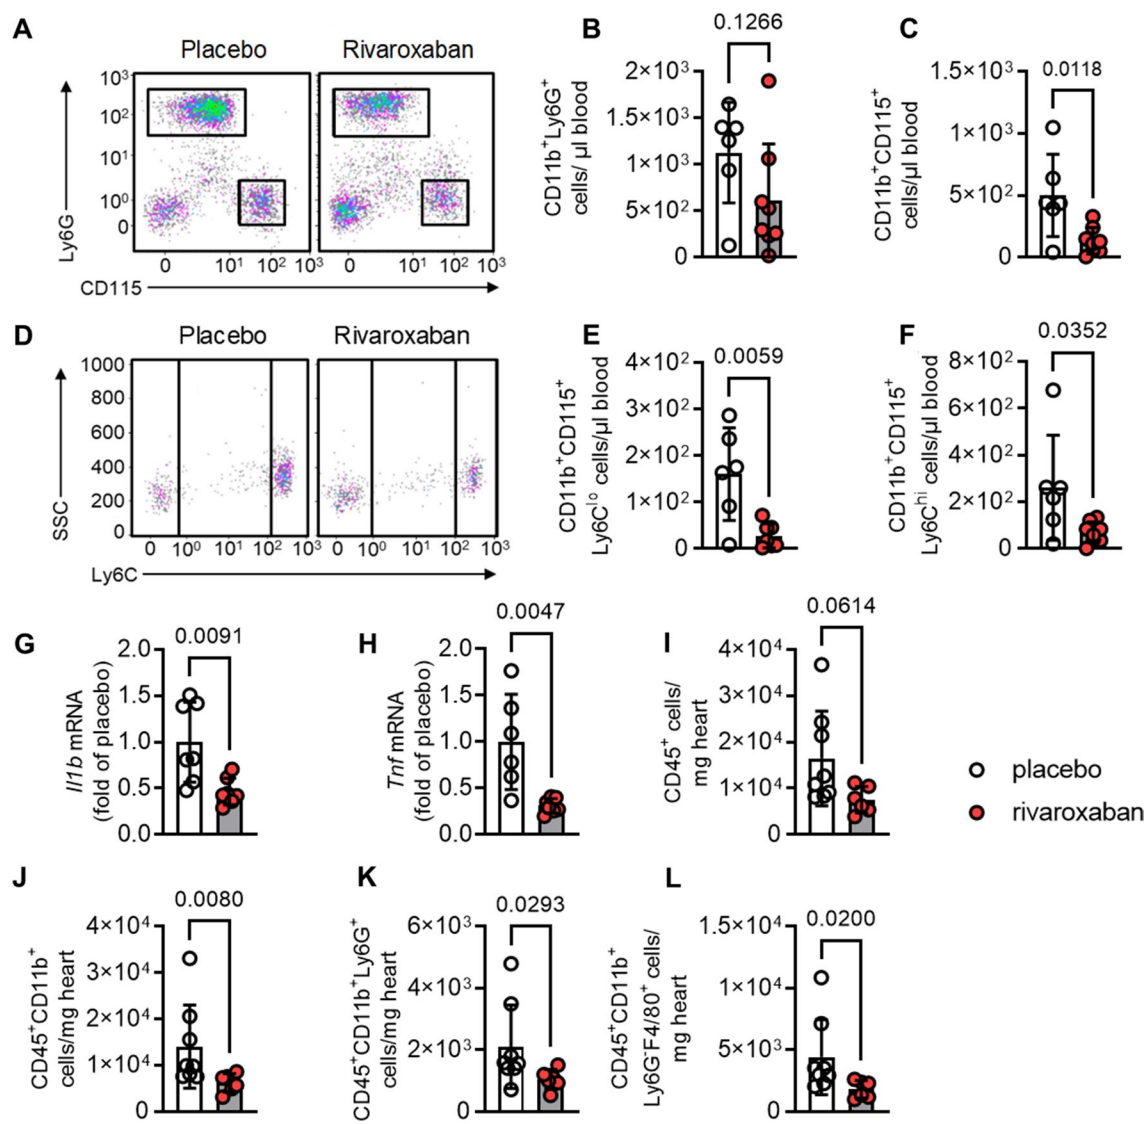 A
Placebo Rivaroxaban
Ly6G
10³
10²
10¹
10⁰
0
0 10¹ 10² 10³ 0 10¹ 10² 10³
CD115
B
0.1266
CD11b⁺Ly6G⁺
cells/ µl blood
2×10³
1.5×10³
1×10³
5×10²
0
C
0.0118
CD11b⁺CD115⁺
cells/µl blood
1.5×10³
1×10³
5×10²
0
D
Placebo Rivaroxaban
SSC
1000
800
600
400
200
0
0 10⁰ 10¹ 10² 10³ 0 10⁰ 10¹ 10² 10³
Ly6C
E
0.0059
CD11b⁺CD115⁺
Ly6Cˡᵒ cells/µl blood
4×10²
3×10²
2×10²
1×10²
0
F
0.0352
CD11b⁺CD115⁺
Ly6Cʰⁱ cells/µl blood
8×10²
6×10²
4×10²
2×10²
0
G
0.0091
Il1b mRNA
(fold of placebo)
2.0
1.5
1.0
0.5
0.0
H
0.0047
Tnf mRNA
(fold of placebo)
2.0
1.5
1.0
0.5
0.0
I
0.0614
CD45⁺ cells/
mg heart
4×10⁴
3×10⁴
2×10⁴
1×10⁴
0
placebo
rivaroxaban
J
0.0080
CD45⁺CD11b⁺
cells/mg heart
4×10⁴
3×10⁴
2×10⁴
1×10⁴
0
K
0.0293
CD45⁺CD11b⁺Ly6G⁺
cells/mg heart
6×10³
4×10³
2×10³
0
L
0.0200
CD45⁺CD11b⁺
Ly6G⁻F4/80⁺ cells/
mg heart
1.5×10⁴
1×10⁴
5×10³
0